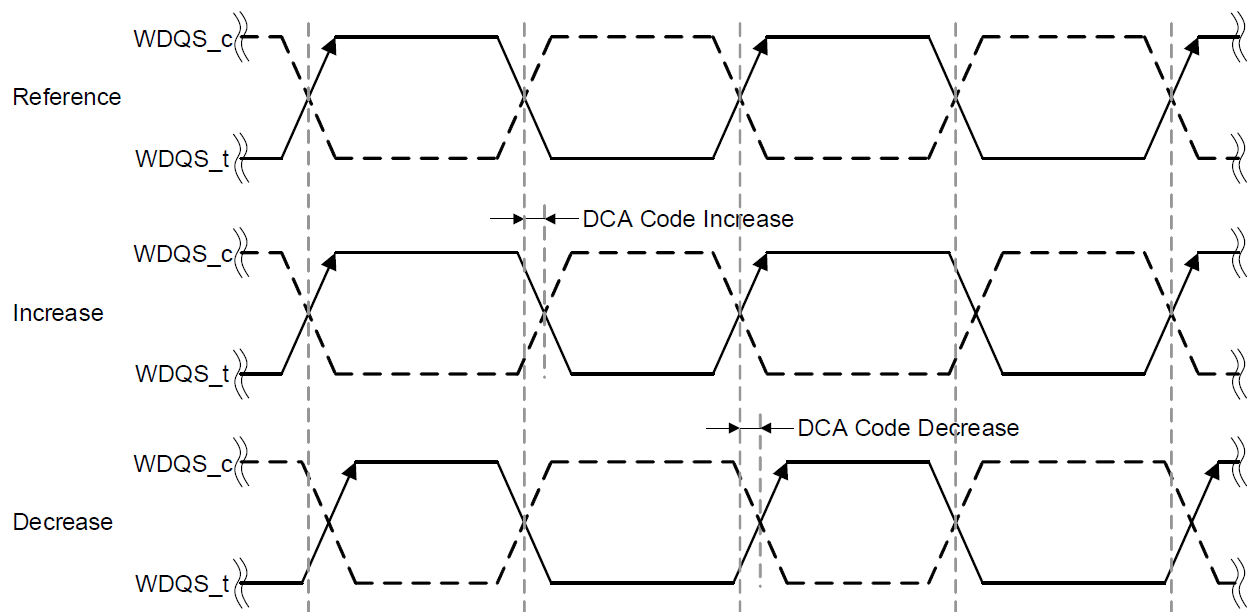 WDQS_c
Reference
WDQS_t
DCA Code Increase
WDQS_c
Increase
WDQS_t
DCA Code Decrease
WDQS_c
Decrease
WDQS_t